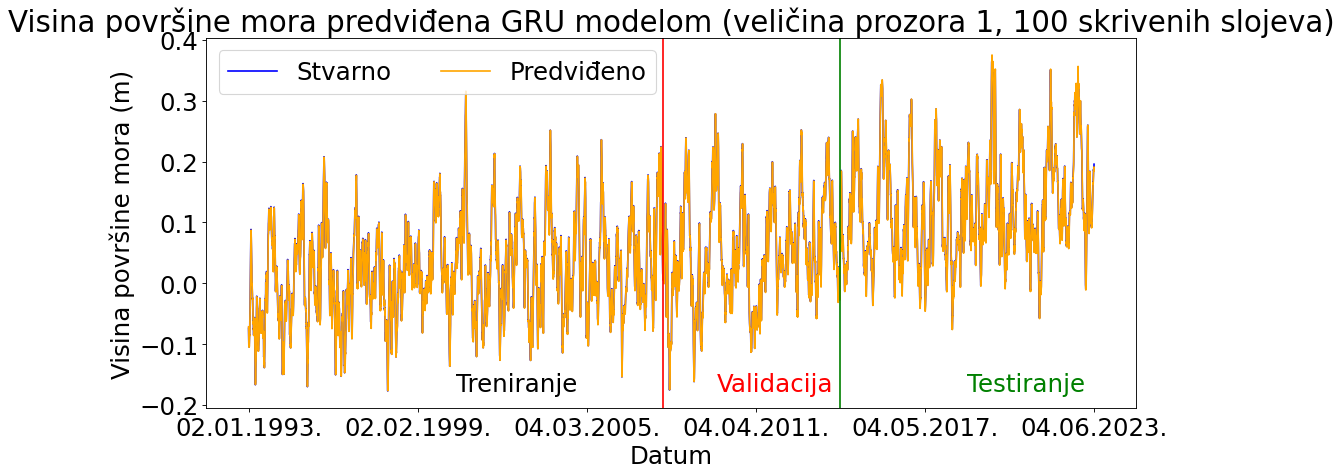 Visina površine mora predviđena GRU modelom (veličina prozora 1, 100 skrivenih slojeva)
Stvarno
Predviđeno
Visina površine mora (m)
0.4
0.3
0.2
0.1
0.0
−0.1
−0.2
Treniranje
Validacija
Testiranje
02.01.1993.
02.02.1999.
04.03.2005.
04.04.2011.
04.05.2017.
04.06.2023.
Datum